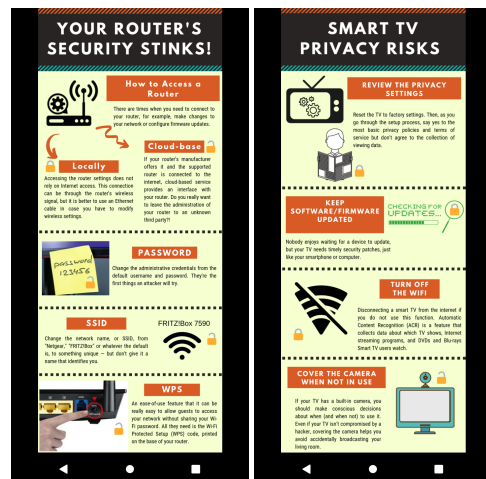 YOUR ROUTER'S
SECURITY STINKS!
How to Access a
Router
There are times when you need to connect to
your router, for example, make changes to
your network or configure firmware updates.
Cloud-base
Locally
If your router's manufacturer
offers it and the supported
router is connected to the
internet, cloud-based service
provides an interface with
your router. Do you really want
to leave the administration of
your router to an unknown
third party?!
Accessing the router settings does not
rely on Internet access. This connection
can be through the router's wireless
signal, but it is better to use an Ethernet
cable in case you have to modify
wireless settings.
password
123456
PASSWORD
Change the administrative credentials from the
default username and password. They're the
first things an attacker will try.
SSID
FRITZ!Box 7590
Change the network name, or SSID, from
"Netgear," "FRITZ!Box" or whatever the default
is, to something unique – but don't give it a
name that identifies you.
WPS
An ease-of-use feature that it can be
really easy to allow guests to access
your network without sharing your Wi-
Fi password. All they need is the Wi-Fi
Protected Setup (WPS) code, printed
on the base of your router.
SMART TV
PRIVACY RISKS
REVIEW THE PRIVACY
SETTINGS
Reset the TV to factory settings. Then, as you
go through the setup process, say yes to the
most basic privacy policies and terms of
service but don't agree to the collection of
viewing data.
KEEP
SOFTWARE/FIRMWARE
UPDATED
CHECKING FOR
UPDATES...
Nobody enjoys waiting for a device to update,
but your TV needs timely security patches, just
like your smartphone or computer.
TURN OFF
THE WIFI
Disconnecting a smart TV from the internet if
you do not use this function. Automatic
Content Recognition (ACR) is a feature that
collects data about which TV shows, Internet
streaming programs, and DVDs and Blu-rays
Smart TV users watch.
COVER THE CAMERA
WHEN NOT IN USE
If your TV has a built-in camera, you
should make conscious decisions
about when (and when not) to use it.
Even if your TV isn't compromised by a
hacker, covering the camera helps you
avoid accidentally broadcasting your
living room.